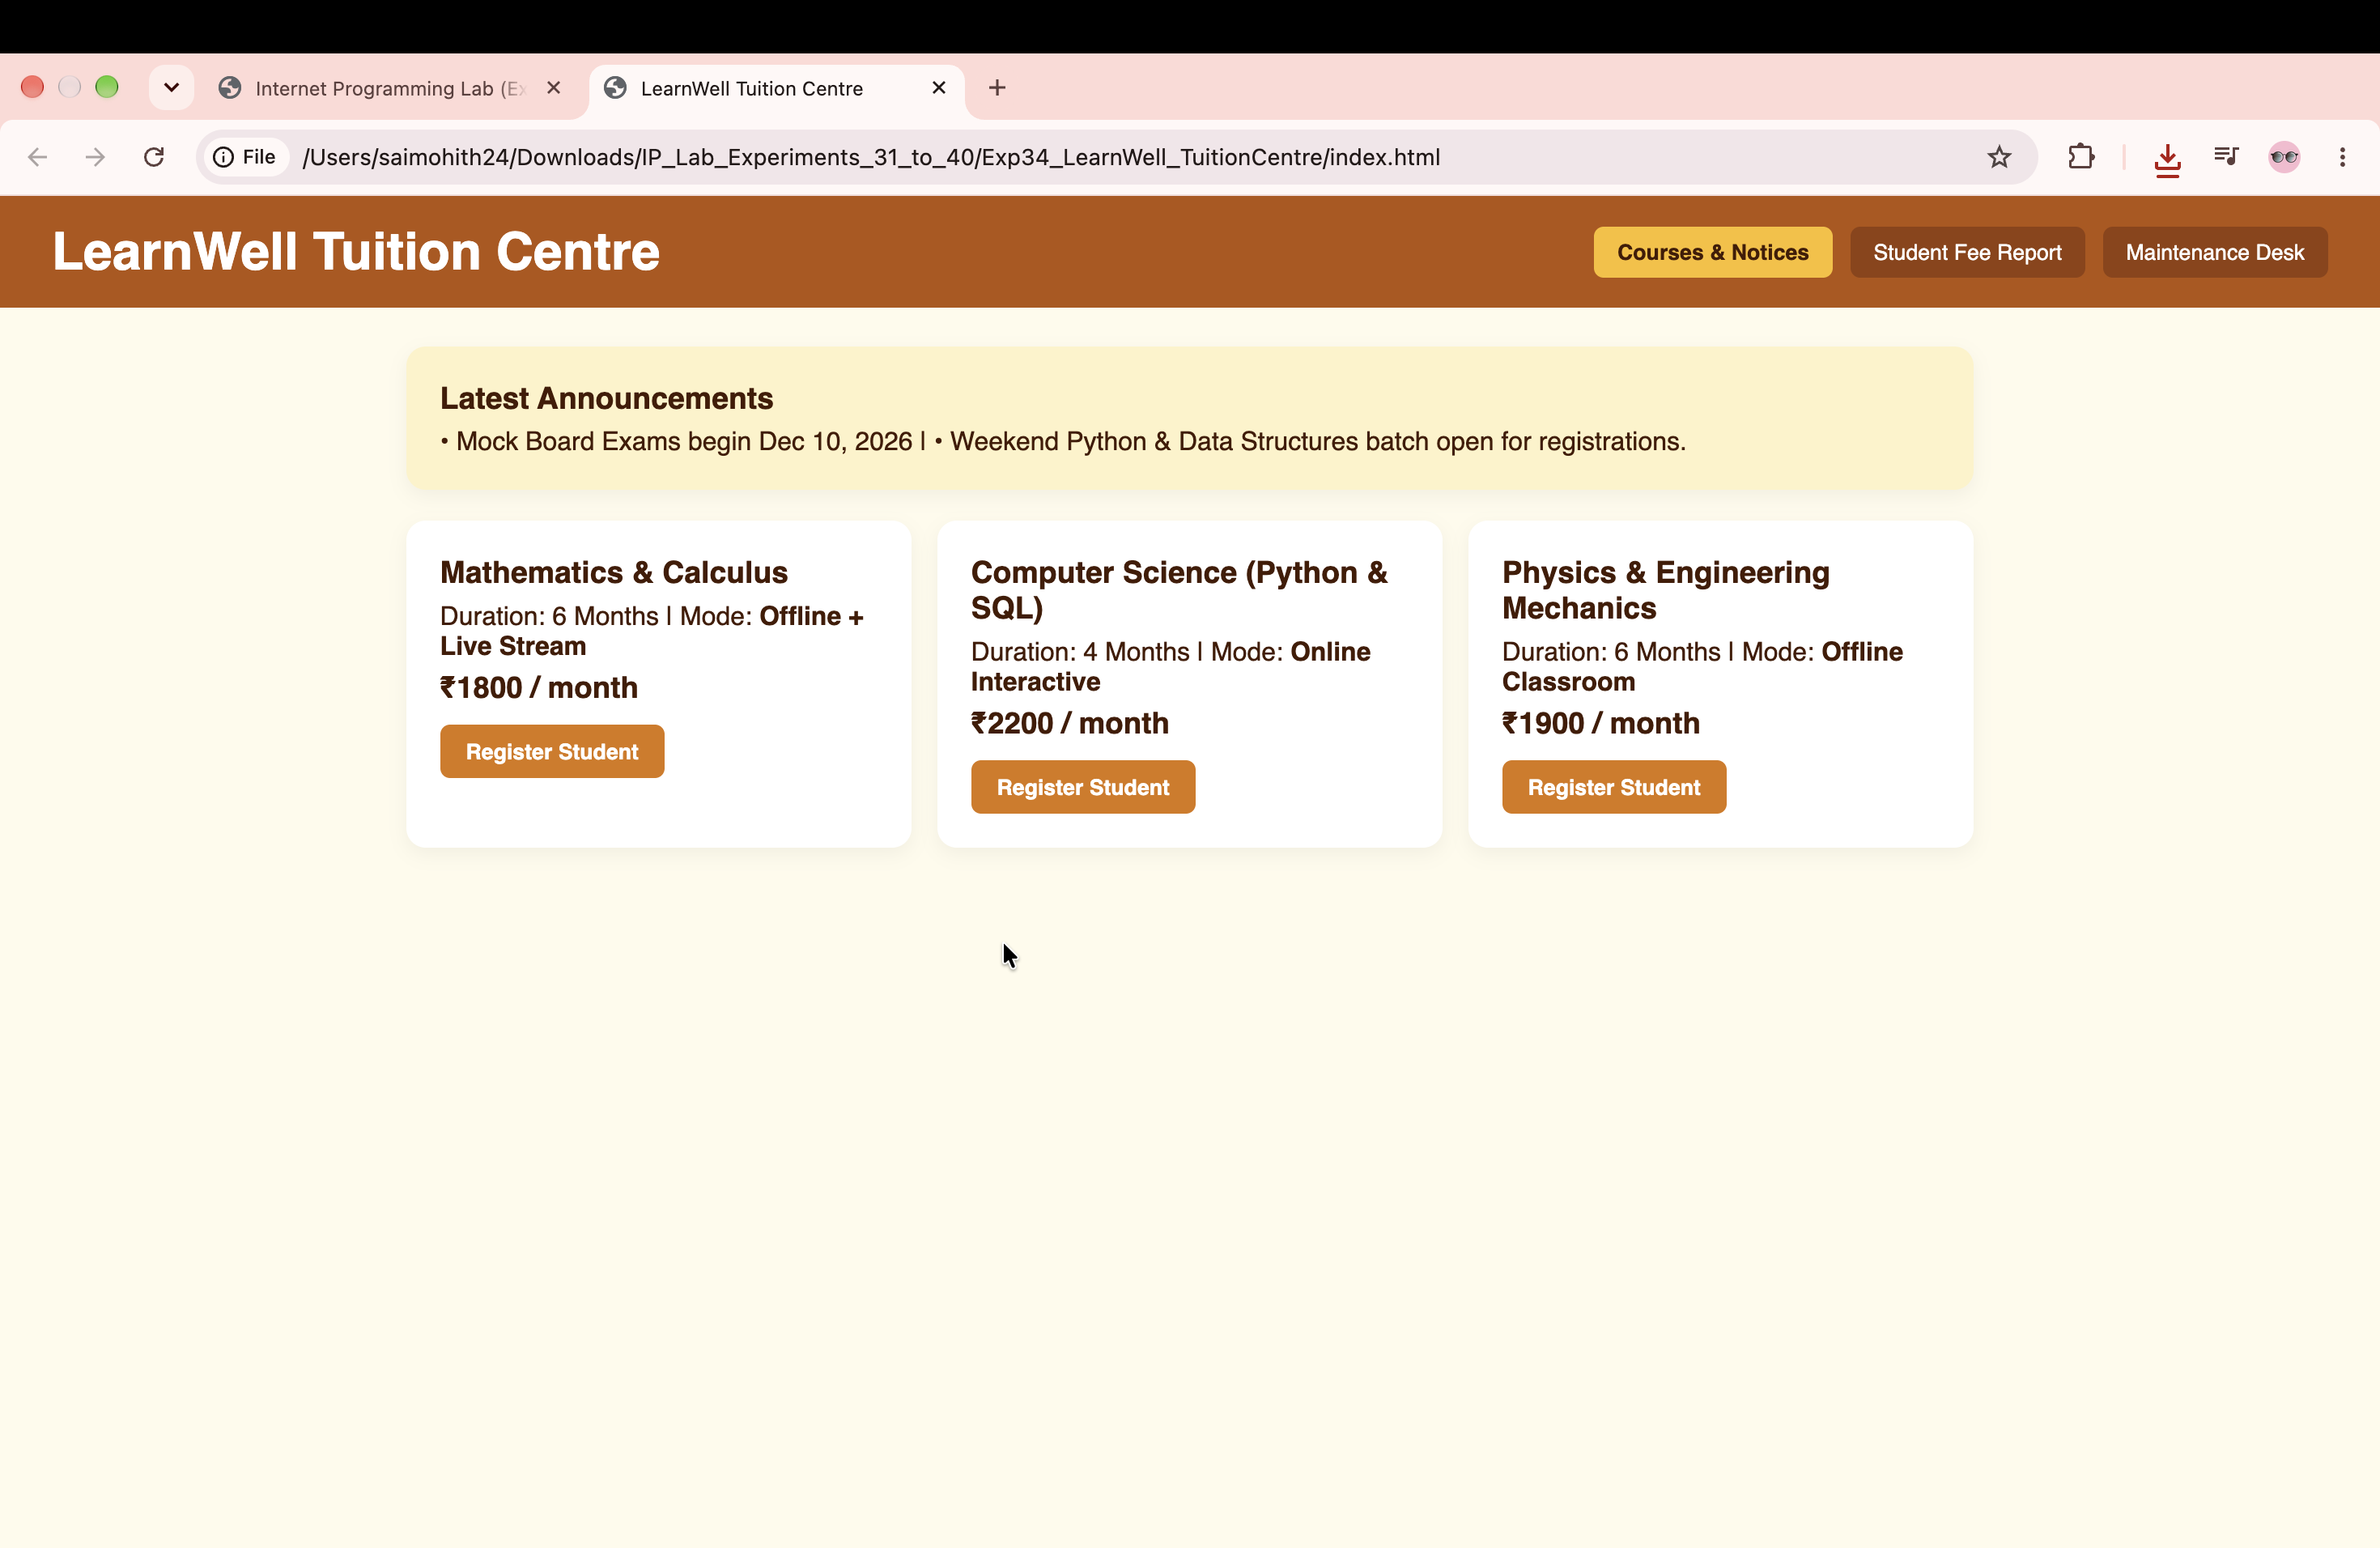 Internet Programming Lab (Ex
LearnWell Tuition Centre
File
/Users/saimohith24/Downloads/IP_Lab_Experiments_31_to_40/Exp34_LearnWell_TuitionCentre/index.html
LearnWell Tuition Centre
Courses & Notices
Student Fee Report
Maintenance Desk
Latest Announcements
• Mock Board Exams begin Dec 10, 2026 | • Weekend Python & Data Structures batch open for registrations.
Mathematics & Calculus
Duration: 6 Months | Mode: Offline +
Live Stream
₹1800 / month
Register Student
Computer Science (Python &
SQL)
Duration: 4 Months | Mode: Online
Interactive
₹2200 / month
Register Student
Physics & Engineering
Mechanics
Duration: 6 Months | Mode: Offline
Classroom
₹1900 / month
Register Student